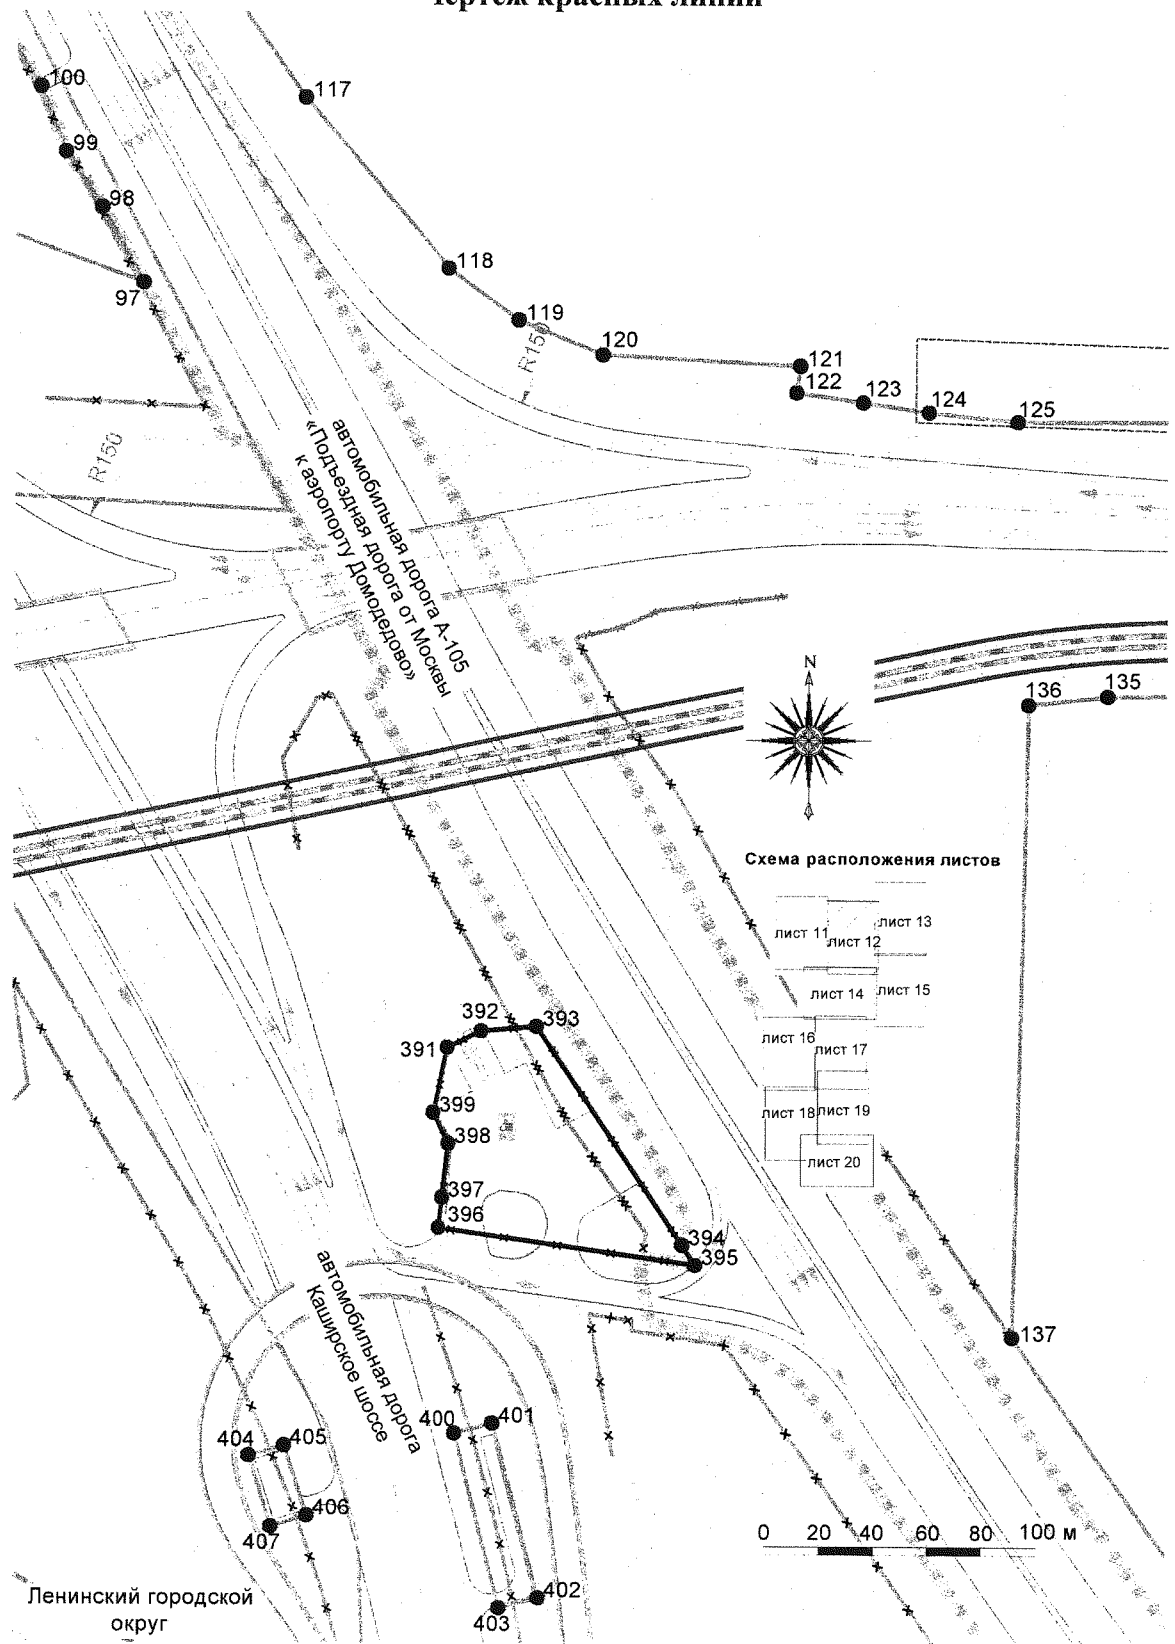 Чертеж красных линий
100
117
99
98
118
97
119
R150
120
121
122
123
124
125
R150
автомобильная дорога А-105
«Подъездная дорога от Москвы
к аэропорту Домодедово»
N
136
135
Схема расположения листов
лист 11
лист 12
лист 13
лист 14
лист 15
лист 16
лист 17
лист 18
лист 19
лист 20
392
393
391
399
398
397
396
394
395
137
автомобильная дорога
Каширское шоссе
400
401
404
405
406
407
402
403
0 20 40 60 80 100 м
Ленинский городской
округ